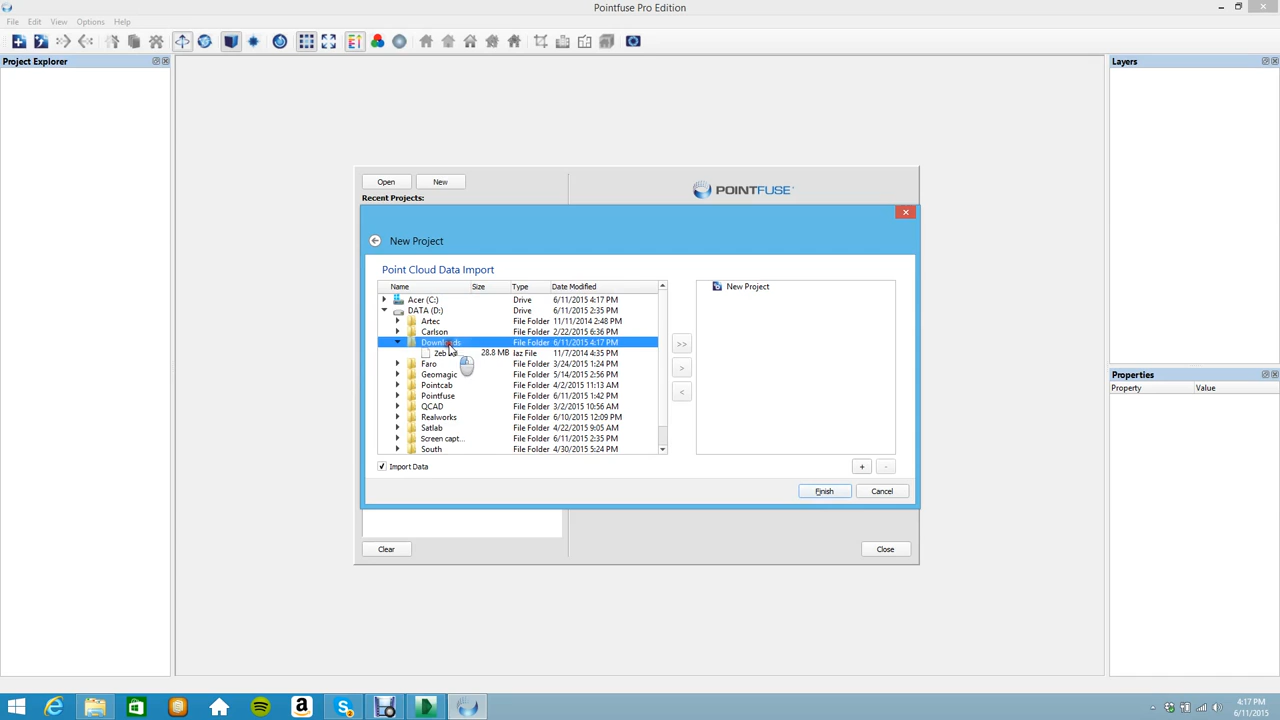 Pointfuse Pro Edition
File Edit View Options Help
Project Explorer
Layers
Open New
POINTFUSE
Recent Projects:
New Project
Point Cloud Data Import
Name Size Type Date Modified
Acer (C:) Drive 6/11/2015 4:17 PM
DATA (D:) Drive 6/11/2015 2:35 PM
Artec File Folder 11/11/2014 2:48 PM
Carlson File Folder 2/22/2015 6:36 PM
Downloads File Folder 6/11/2015 4:17 PM
28.8 MB laz File 11/7/2014 4:35 PM
Faro File Folder 3/24/2015 1:24 PM
Geomagic File Folder 5/14/2015 2:56 PM
Pointcab File Folder 4/2/2015 11:13 AM
Pointfuse File Folder 6/11/2015 1:42 PM
QCAD File Folder 3/2/2015 10:56 AM
Realworks File Folder 6/10/2015 12:09 PM
Satlab File Folder 4/22/2015 9:05 AM
Screen capt... File Folder 6/11/2015 2:35 PM
South File Folder 4/30/2015 5:24 PM
New Project
>>
>
<
Import Data
+ -
Finish Cancel
Clear Close
Properties
Property Value
4:17 PM
6/11/2015